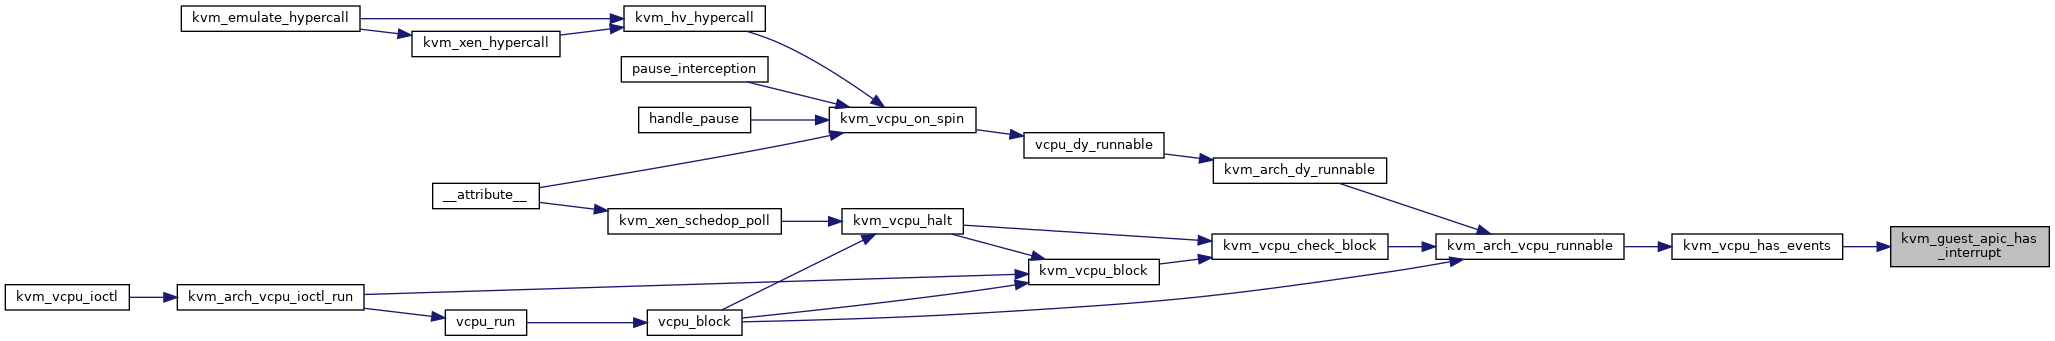 kvm_emulate_hypercall
kvm_hv_hypercall
kvm_xen_hypercall
pause_interception
handle_pause
kvm_vcpu_on_spin
vcpu_dy_runnable
kvm_arch_dy_runnable
__attribute__
kvm_xen_schedop_poll
kvm_vcpu_halt
kvm_vcpu_check_block
kvm_arch_vcpu_runnable
kvm_vcpu_has_events
kvm_guest_apic_has
_interrupt
kvm_vcpu_block
kvm_vcpu_ioctl
kvm_arch_vcpu_ioctl_run
vcpu_run
vcpu_block